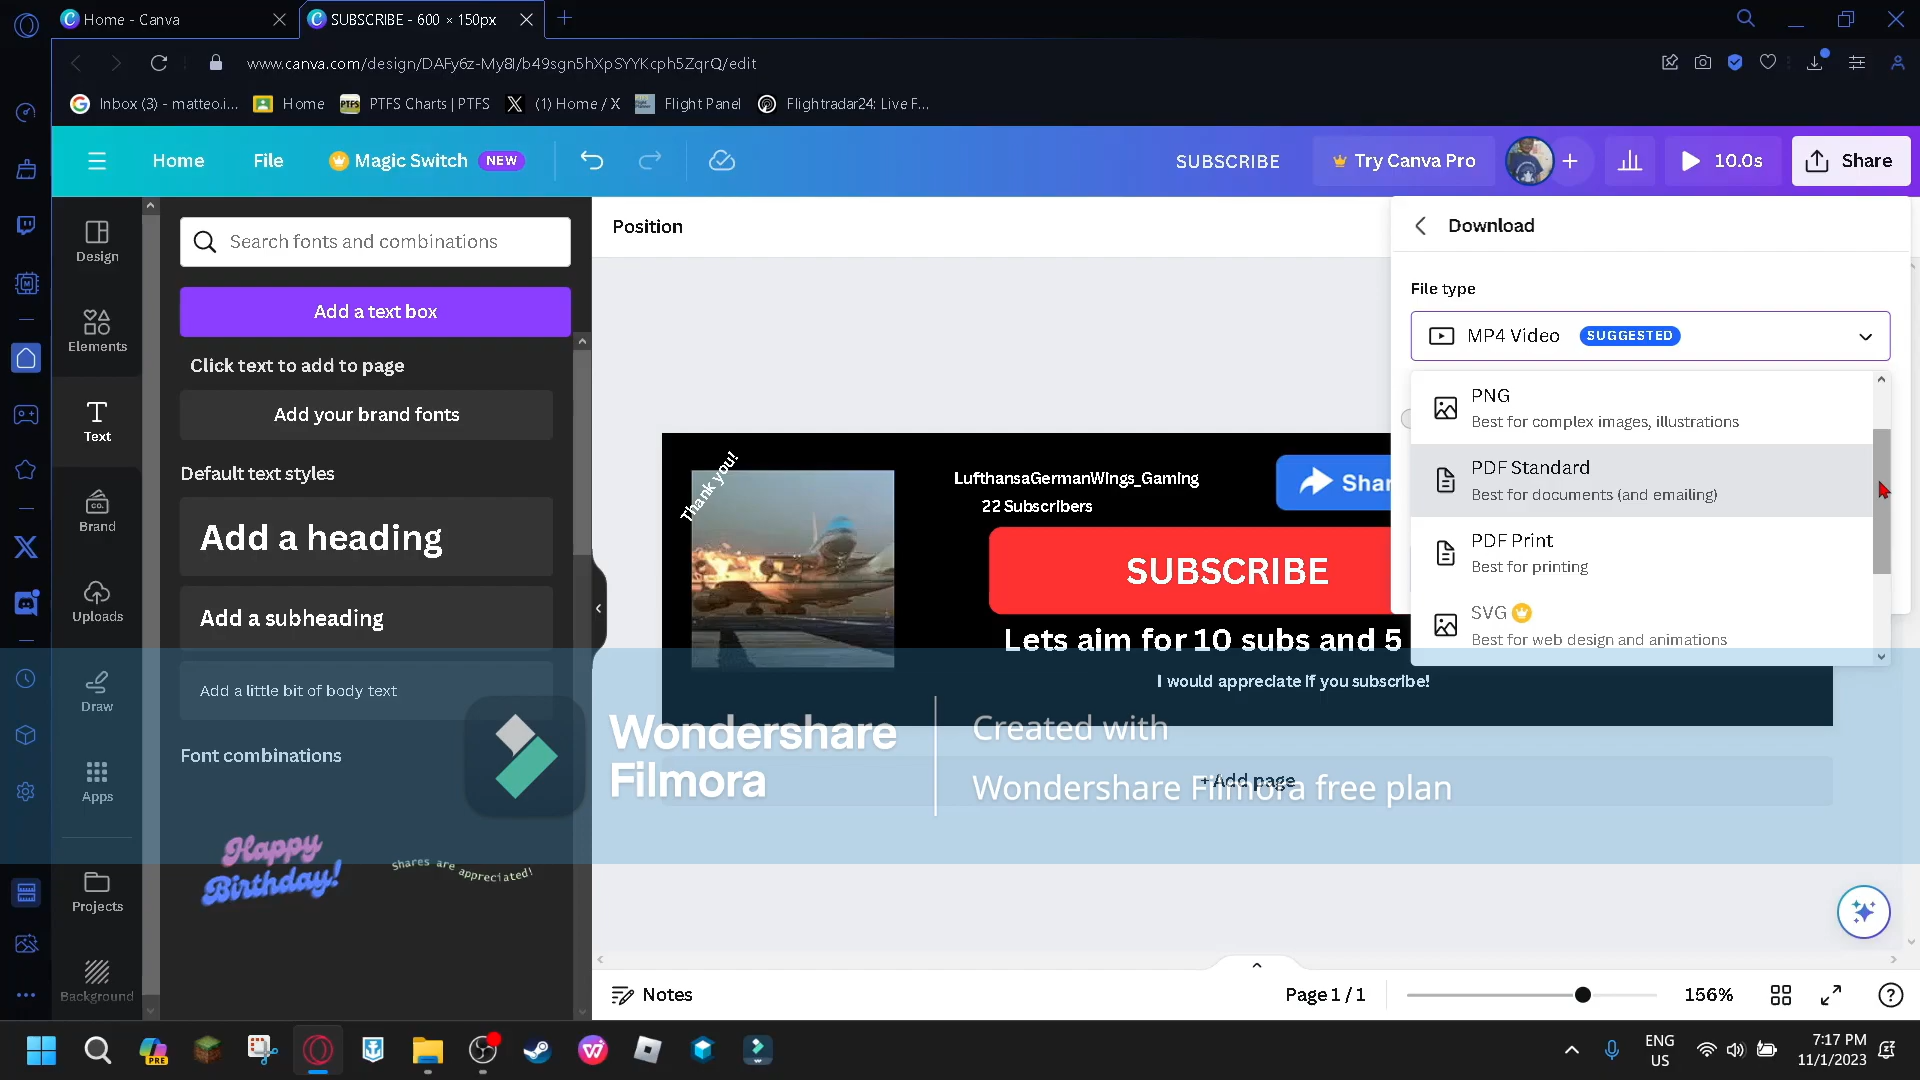 Home - Canva
SUBSCRIBE - 600 × 150px
www.canva.com/design/DAFy6z-My8I/b49sgn5hXpSYYKcph5ZqrQ/edit
Inbox (3) - matteo.i...
Home
PTFS
PTFS Charts | PTFS
(1) Home / X
Flight Panel
Flightradar24: Live F...
Home
File
Magic Switch
NEW
SUBSCRIBE
Try Canva Pro
10.0s
Share
Design
Elements
Text
Brand
Uploads
Draw
Apps
Projects
Background
Search fonts and combinations
Add a text box
Click text to add to page
Add your brand fonts
Default text styles
Add a heading
Add a subheading
Add a little bit of body text
Font combinations
Happy
Birthday!
Shares are appreciated!
Position
Thank you!
LufthansaGermanWings_Gaming
22 Subscribers
Shar
SUBSCRIBE
Lets aim for 10 subs and 5
I would appreciate if you subscribe!
+ Add page
Download
File type
MP4 Video
SUGGESTED
PNG
Best for complex images, illustrations
PDF Standard
Best for documents (and emailing)
PDF Print
Best for printing
SVG
Best for web design and animations
Wondershare
Filmora
Created with
Wondershare Filmora free plan
Notes
Page 1 / 1
156%
PRE
ENG
US
7:17 PM
11/1/2023